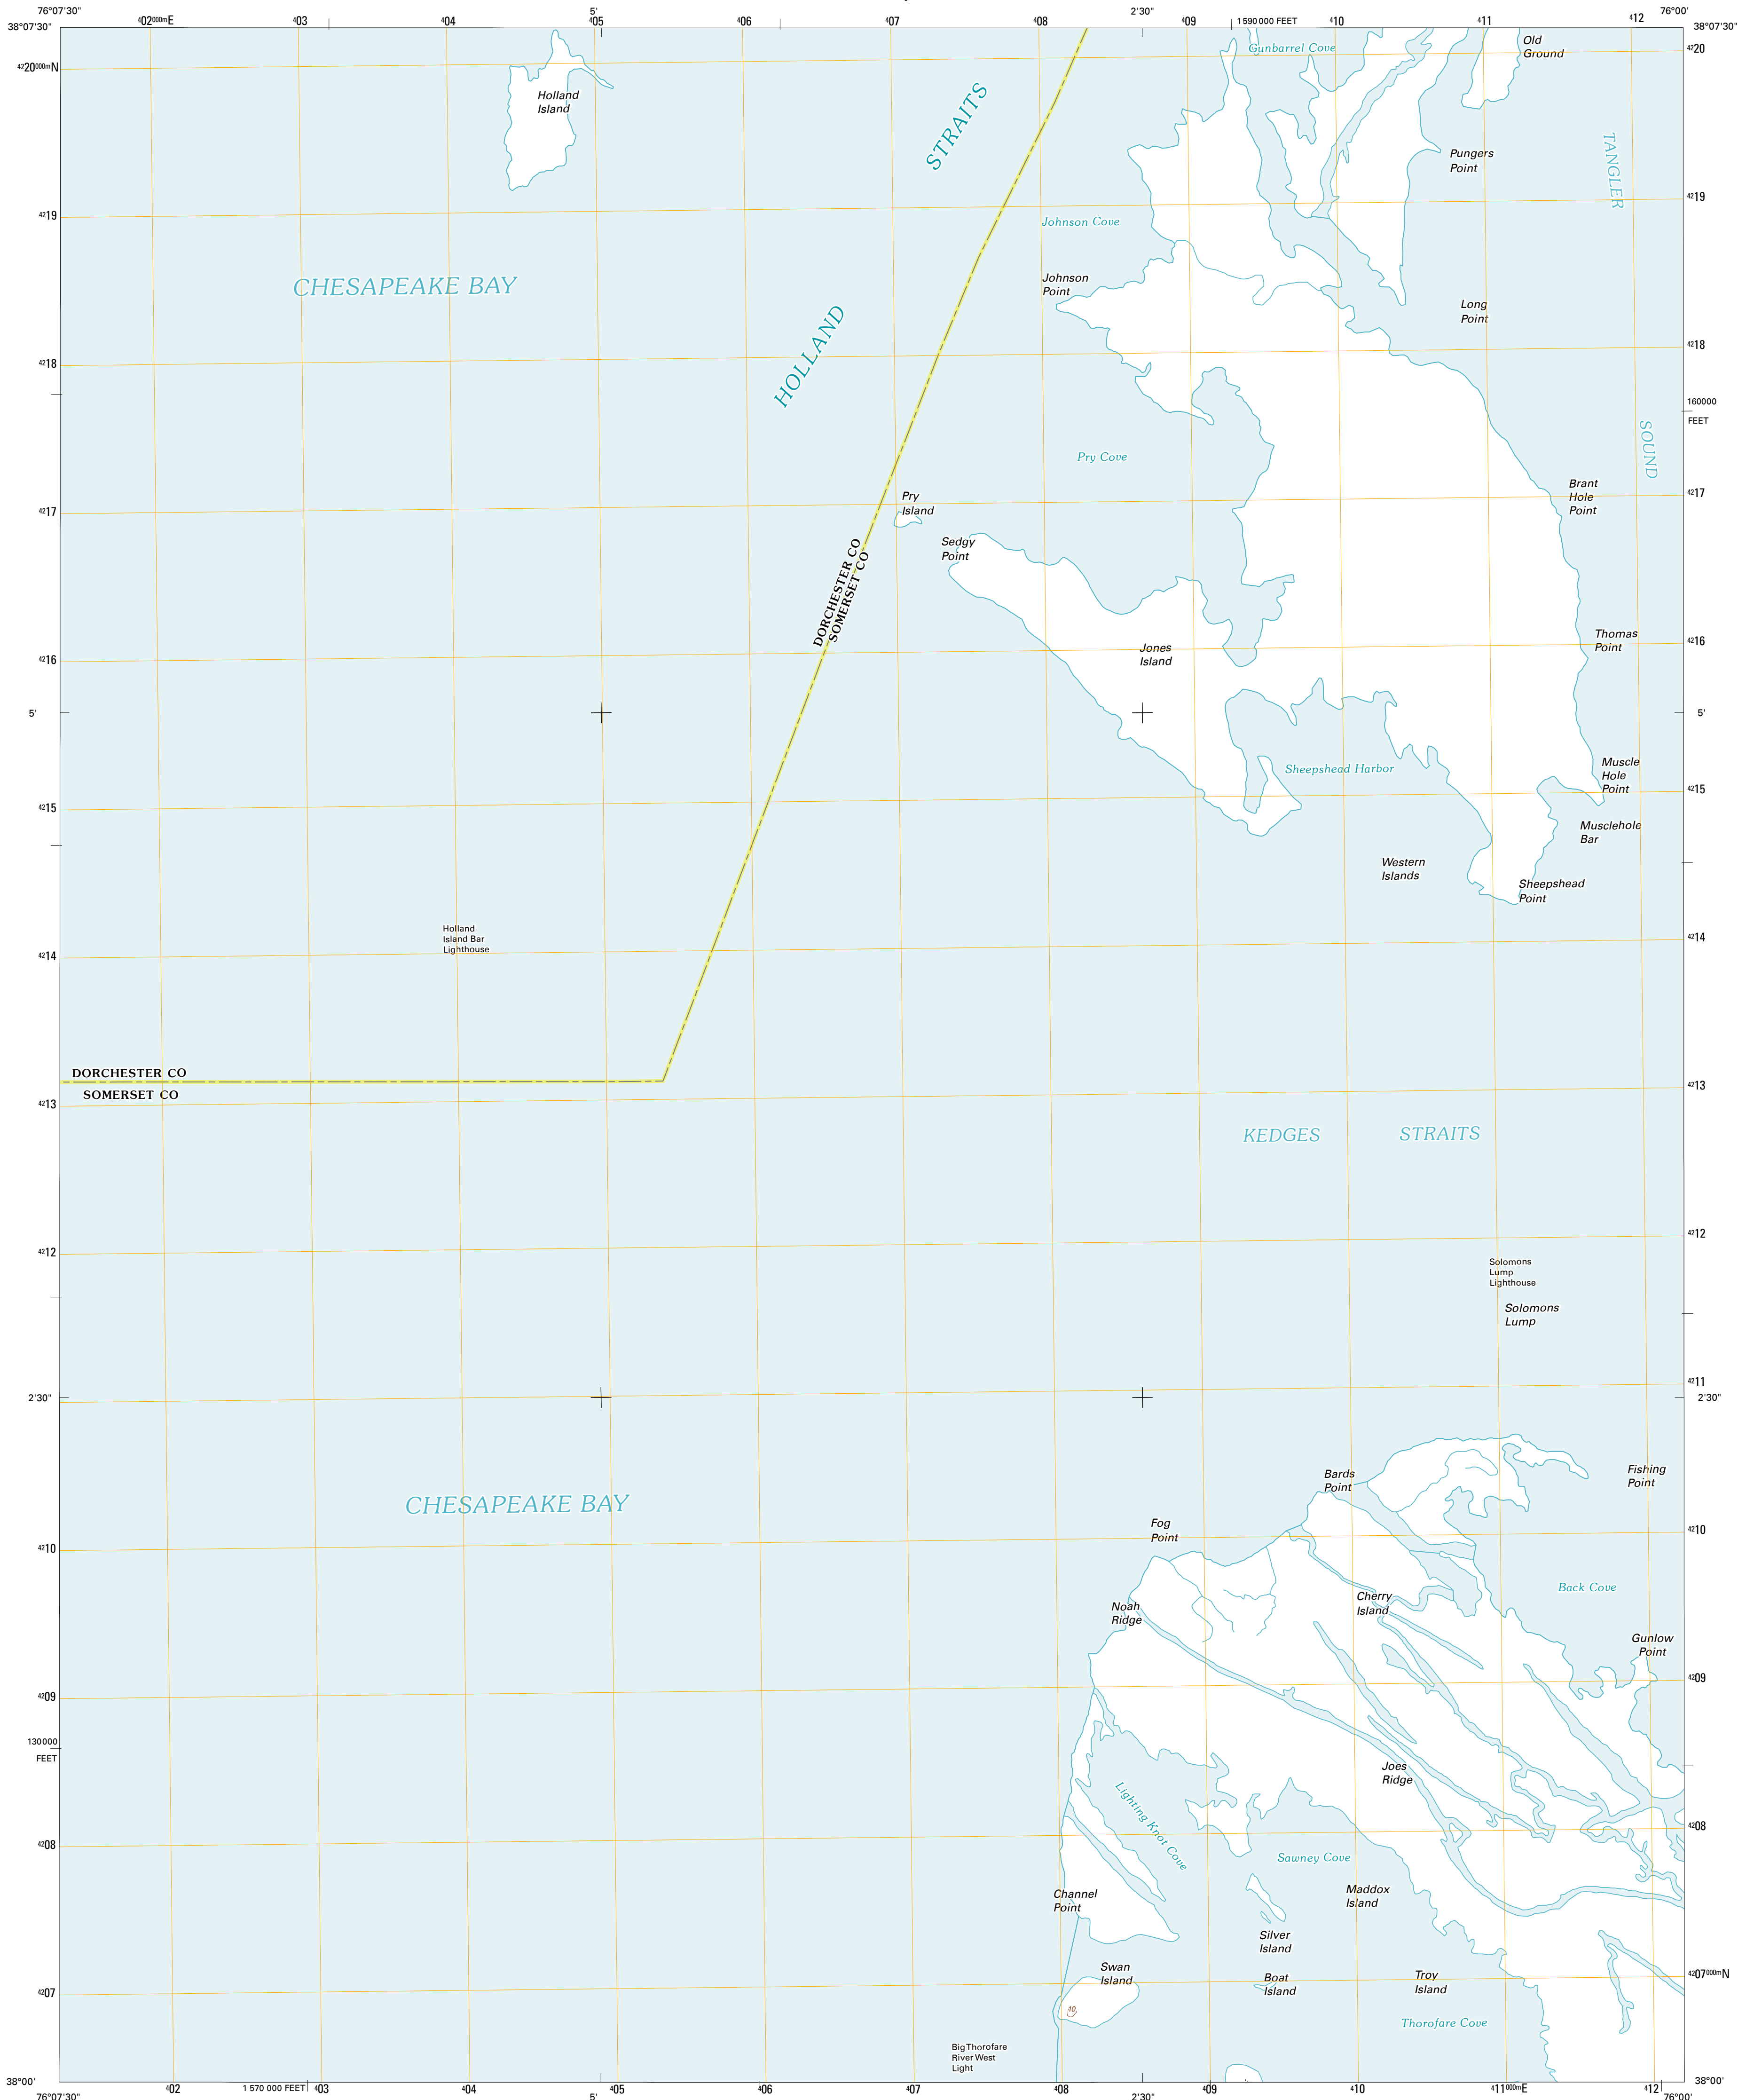 76°07'30"
402000mE
403
404
5'
405
406
407
408
2'30"
409
1 590 000 FEET
410
411
412
76°00'
38°07'30"
38°07'30"
4220000mN
4220
Holland
Island
Gunbarrel Cove
Old
Ground
STRAITS
TANGLER
Pungers
Point
4219
4219
Johnson Cove
CHESAPEAKE BAY
Johnson
Point
Long
Point
HOLLAND
4218
4218
160000
FEET
SOUND
Pry Cove
Brant
Hole
Point
4217
4217
Pry
Island
Sedgy
Point
DORCHESTER CO
SOMERSET CO
Jones
Island
Thomas
Point
4216
4216
5'
5'
Sheepshead Harbor
Muscle
Hole
Point
4215
4215
Musclehole
Bar
Western
Islands
Sheepshead
Point
Holland
Island Bar
Lighthouse
4214
4214
DORCHESTER CO
SOMERSET CO
4213
4213
KEDGES STRAITS
4212
4212
Solomons
Lump
Lighthouse
Solomons
Lump
4211
2'30"
2'30"
CHESAPEAKE BAY
Bards
Point
Fishing
Point
Fog
Point
4210
4210
Back Cove
Cherry
Island
Noah
Ridge
Gunlow
Point
4209
4209
130000
FEET
Joes
Ridge
Lighting Knot Cove
4208
4208
Sawney Cove
Channel
Point
Maddox
Island
Silver
Island
Swan
Island
Boat
Island
Troy
Island
4207
4207000mN
10
Thorofare Cove
Big Thorofare
River West
Light
38°00'
38°00'
76°07'30"
402
1 570 000 FEET
403
404
5'
405
406
407
408
2'30"
409
410
411000mE
412
76°00'